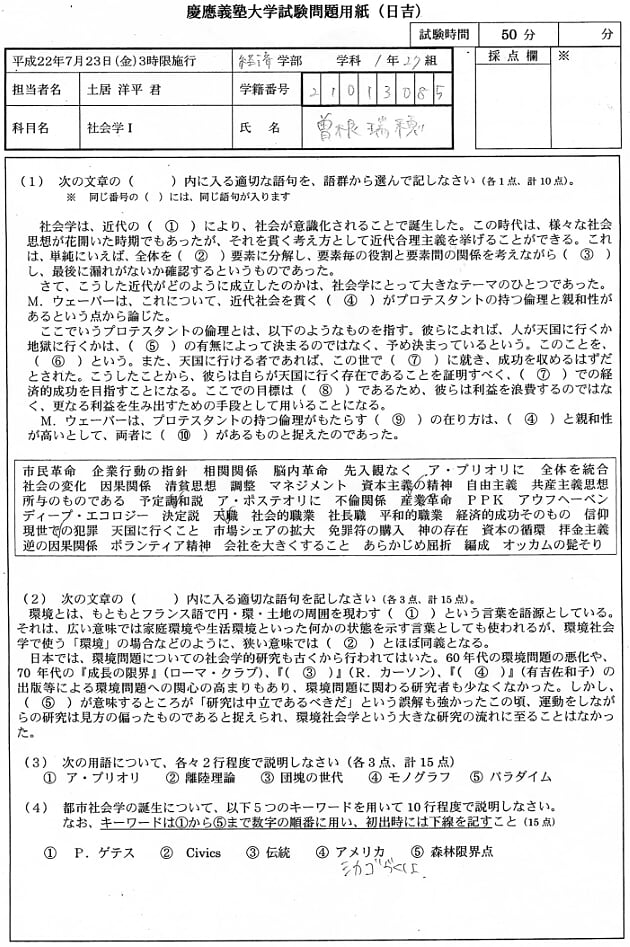 慶應義塾大学試験問題用紙（日吉）
試験時間 50 分 分
平成22年7月23日(金)3時限施行 経済 学部 学科 1 年 27 組 採 点 欄 ※
担当者名 土居 洋平 君 学籍番号 21013085
科目名 社会学Ⅰ 氏 名 曽根 瑞穂
（1） 次の文章の（ ）内に入る適切な語句を、語群から選んで記しなさい（各1点、計10点）。
※ 同じ番号の（ ）には、同じ語句が入ります
社会学は、近代の（ ① ）により、社会が意識化されることで誕生した。この時代は、様々な社会
思想が花開いた時期でもあったが、それを貫く考え方として近代合理主義を挙げることができる。これ
は、単純にいえば、全体を（ ② ）要素に分解し、要素毎の役割と要素間の関係を考えながら（ ③ ）
し、最後に漏れがないか確認するというものであった。
さて、こうした近代がどのように成立したのかは、社会学にとって大きなテーマのひとつであった。
M．ウェーバーは、これについて、近代社会を貫く（ ④ ）がプロテスタントの持つ倫理と親和性が
あるという点から論じた。
ここでいうプロテスタントの倫理とは、以下のようなものを指す。彼らによれば、人が天国に行くか
地獄に行くかは、（ ⑤ ）の有無によって決まるのではなく、予め決まっているという。このことを、
（ ⑥ ）という。また、天国に行ける者であれば、この世で（ ⑦ ）に就き、成功を収めるはずだ
とされた。こうしたことから、彼らは自らが天国に行く存在であることを証明すべく、（ ⑦ ）での経
済的成功を目指すことになる。ここでの目標は（ ⑧ ）であるため、彼らは利益を浪費するのではな
く、更なる利益を生み出すための手段として用いることになる。
M．ウェーバーは、プロテスタントの持つ倫理がもたらす（ ⑨ ）の在り方は、（ ④ ）と親和性
が高いとして、両者に（ ⑩ ）があるものと捉えたのであった。
市民革命 企業行動の指針 相関関係 脳内革命 先入観なく ア・プリオリに 全体を統合
社会の変化 因果関係 清貧思想 調整 マネジメント 資本主義の精神 自由主義 共産主義思想
所与のものである 予定調和説 ア・ポステオリに 不倫関係 産業革命 PPK アウフヘーベン
ディープ・エコロジー 決定説 天職 社会的職業 社長職 平和的職業 経済的成功そのもの 信仰
現世での犯罪 天国に行くこと 市場シェアの拡大 免罪符の購入 神の存在 資本の循環 拝金主義
逆の因果関係 ボランティア精神 会社を大きくすること あらかじめ屈折 編成 オッカムの髭そり
（2） 次の文章の（ ）内に入る適切な語句を記しなさい（各3点、計15点）。
環境とは、もともとフランス語で円・環・土地の周囲を現わす（ ① ）という言葉を語源としている。
それは、広い意味では家庭環境や生活環境といった何かの状態を示す言葉としても使われるが、環境社会
学で使う「環境」の場合などのように、狭い意味では（ ② ）とほぼ同義となる。
日本では、環境問題についての社会学的研究も古くから行われてはいた。60年代の環境問題の悪化や、
70年代の『成長の限界』（ローマ・クラブ）、『（ ③ ）』（R．カーソン）、『（ ④ ）』（有吉佐和子）の
出版等による環境問題への関心の高まりもあり、環境問題に関わる研究者も少なくなかった。しかし、
（ ⑤ ）が意味するところが「研究は中立であるべきだ」という誤解も強かったこの頃、運動をしなが
らの研究は見方の偏ったものであると捉えられ、環境社会学という大きな研究の流れに至ることはなかっ
た。
（3） 次の用語について、各々2行程度で説明しなさい（各3点、計15点）
① ア・プリオリ ② 離陸理論 ③ 団塊の世代 ④ モノグラフ ⑤ パラダイム
（4） 都市社会学の誕生について、以下5つのキーワードを用いて10行程度で説明しなさい。
なお、キーワードは①から⑤まで数字の順番に用い、初出時には下線を記すこと（15点）
① P．ゲデス ② Civics ③ 伝統 ④ アメリカ ⑤ 森林限界点